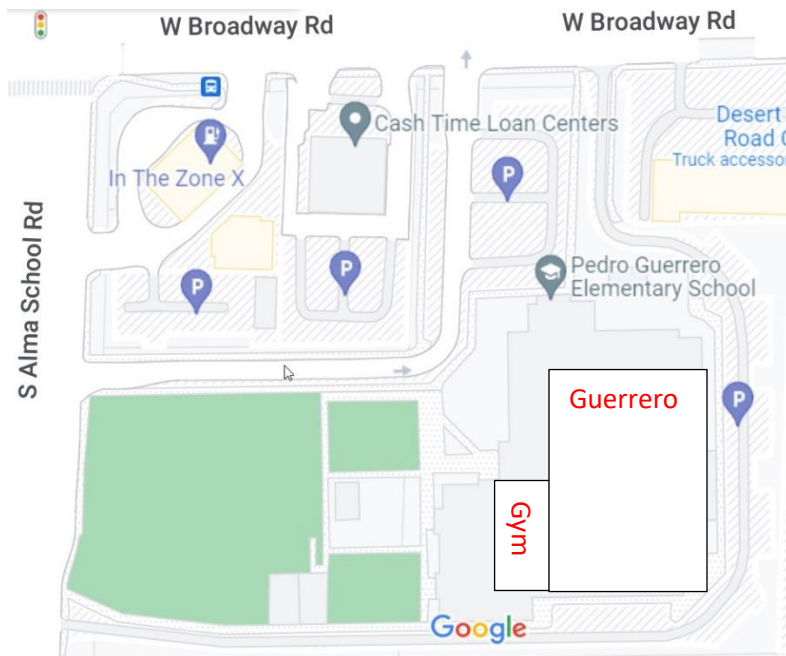 W Broadway Rd
W Broadway Rd
Cash Time Loan Centers
Desert
Road
Truck accessor
In The Zone X
P
P
P
S Alma School Rd
Pedro Guerrero
Elementary School
Guerrero
P
Gym
Google